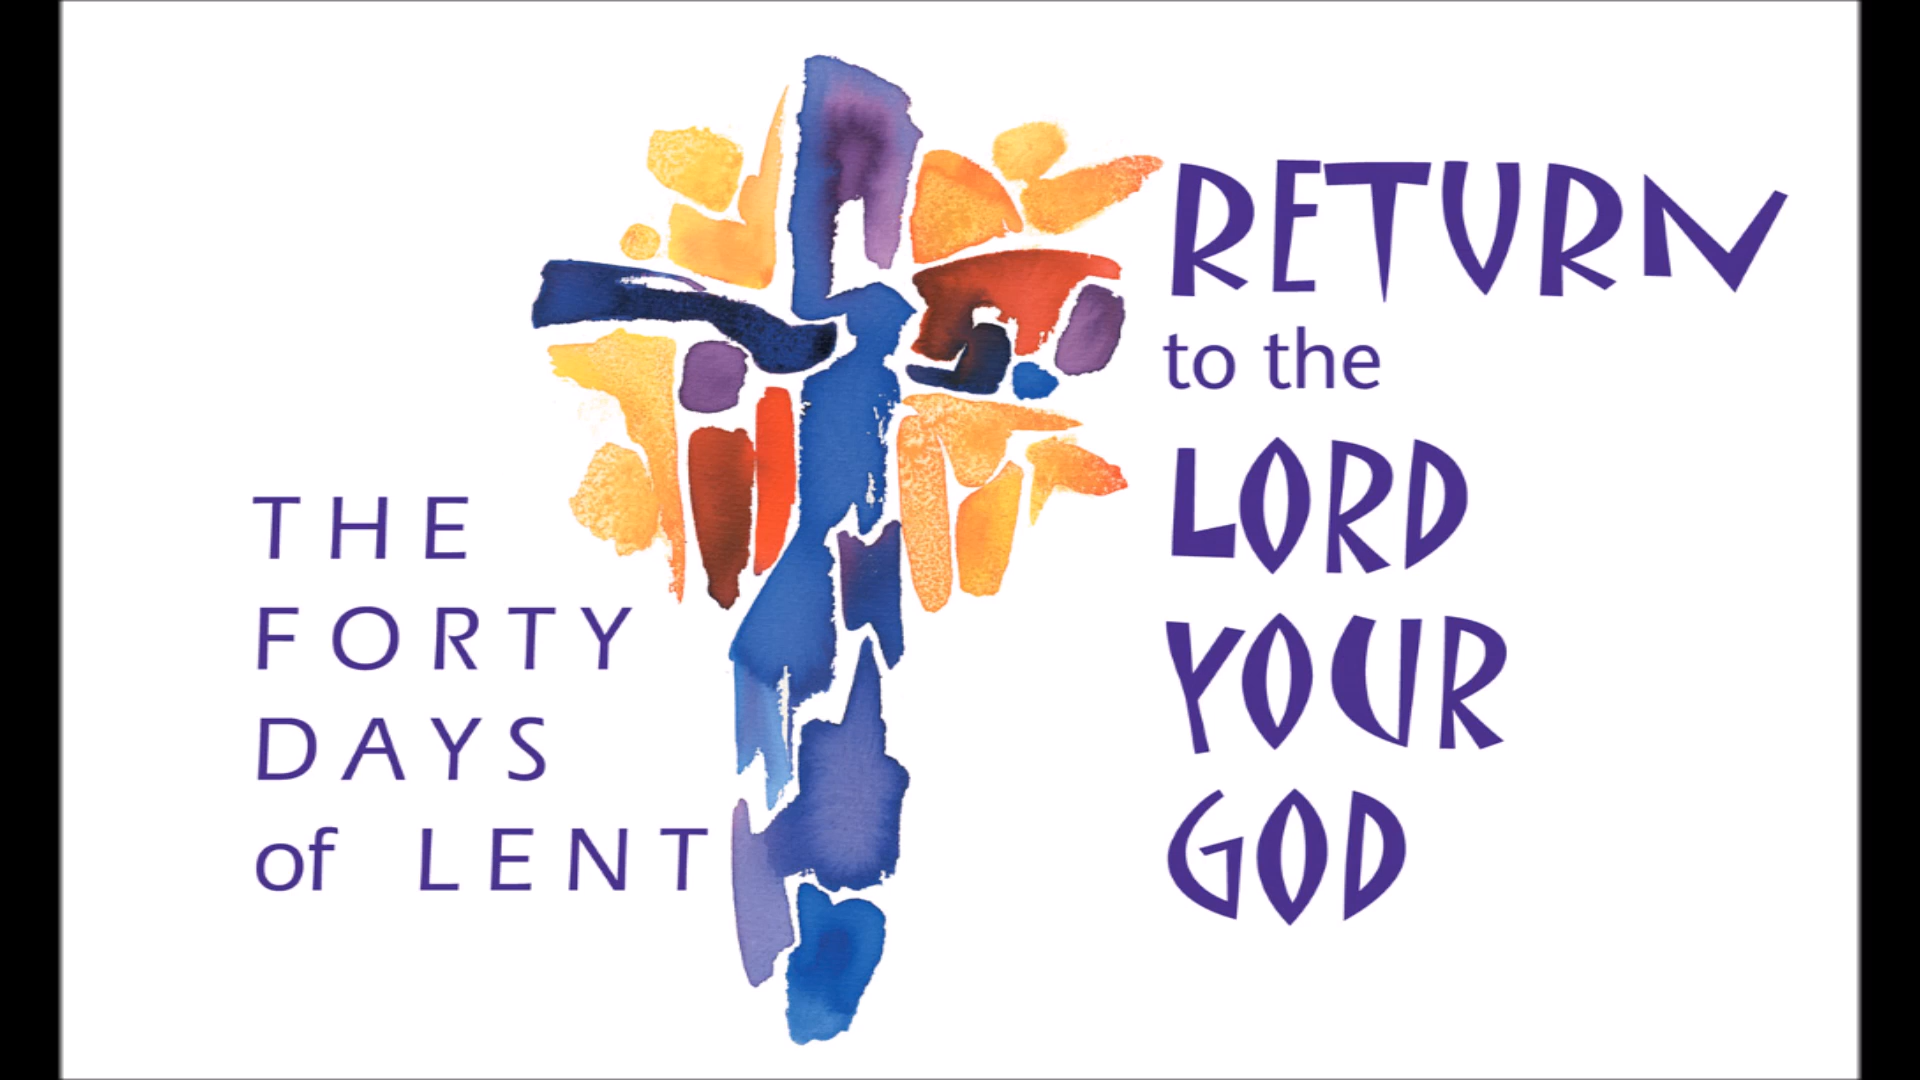 THE
FORTY
DAYS
of LENT
RETURN
to the
LORD
YOUR
GOD